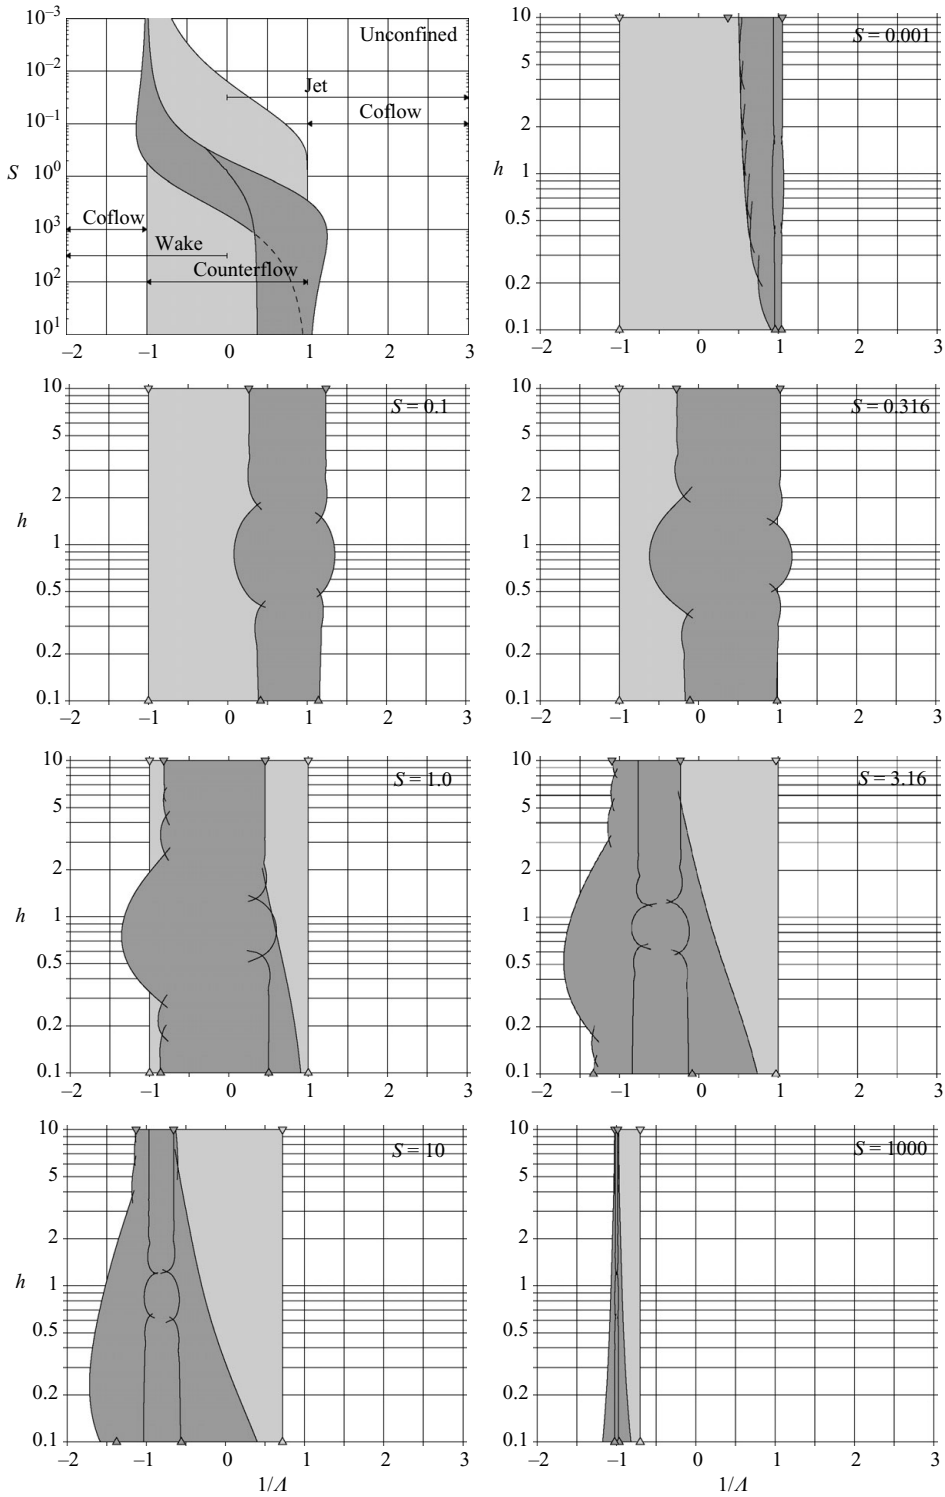 10⁻³
10⁻²
10⁻¹
S 10⁰
10³
10²
10¹
Unconfined
Jet
Coflow
Coflow
Wake
Counterflow
–2 –1 0 1 2 3
S = 0.001
10
5
2
h 1
0.5
0.2
0.1
–2 –1 0 1 2 3
S = 0.1
10
5
2
h
1
0.5
0.2
0.1
–2 –1 0 1 2 3
S = 0.316
10
5
2
1
0.5
0.2
0.1
–2 –1 0 1 2 3
S = 1.0
10
5
2
h 1
0.5
0.2
0.1
–2 –1 0 1 2 3
S = 3.16
10
5
2
1
0.5
0.2
0.1
–2 –1 0 1 2 3
S = 10
10
5
2
h 1
0.5
0.2
0.1
–2 –1 0 1 2 3
1/Λ
S = 1000
10
5
2
1
0.5
0.2
0.1
–2 –1 0 1 2 3
1/Λ